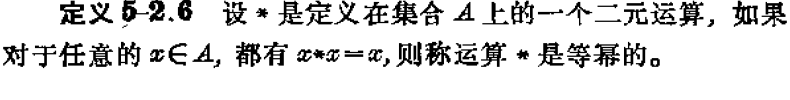 定义 5-2.6 设 * 是定义在集合 A 上的一个二元运算，如果
对于任意的 x∈A，都有 x*x=x，则称运算 * 是等幂的。